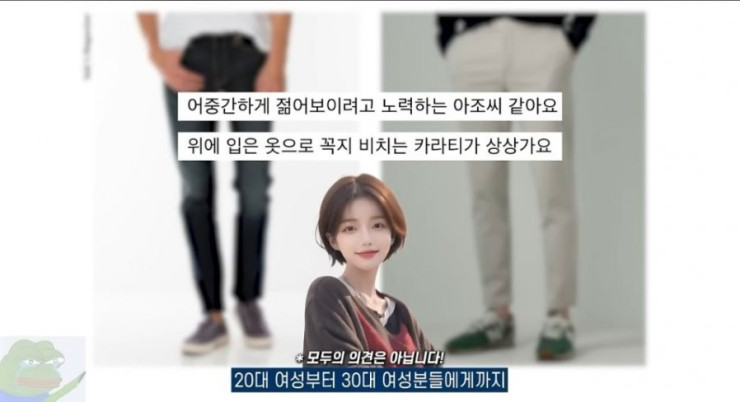 어중간하게 젊어보이려고 노력하는 아조씨 같아요
위에 입은 옷으로 꼭지 비치는 카라티가 상상가요
* 모두의 의견은 아닙니다!
20대 여성부터 30대 여성분들에게까지